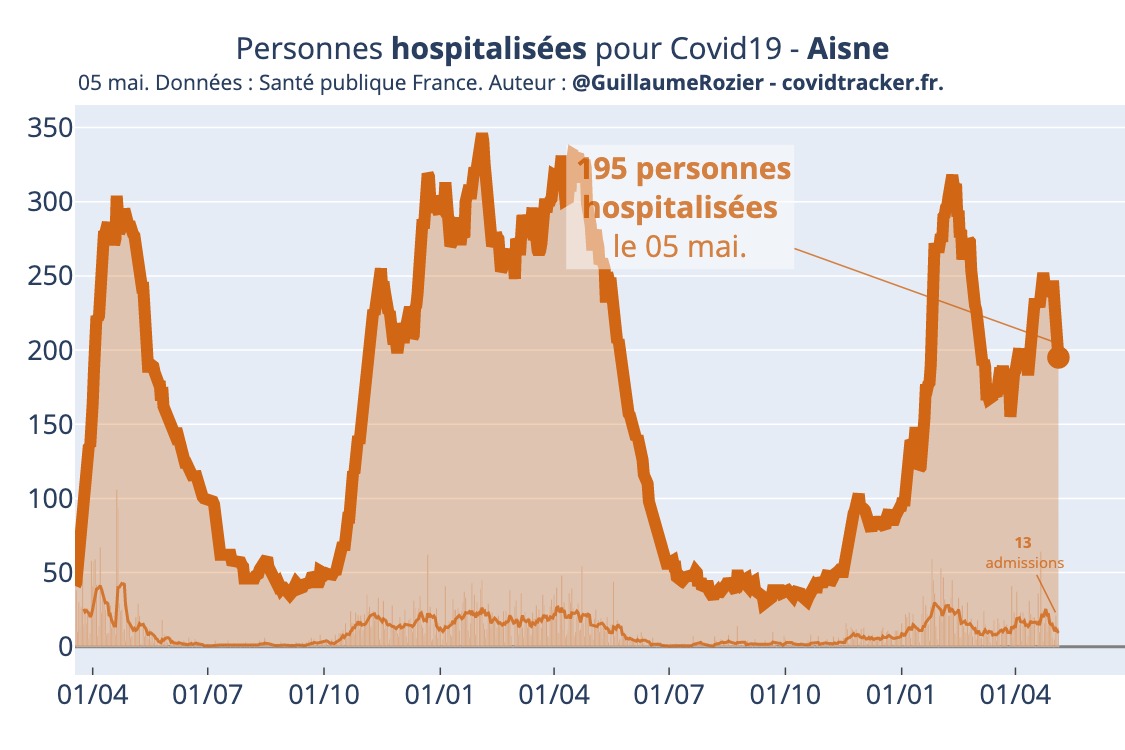 Personnes hospitalisées pour Covid19 - Aisne
05 mai. Données : Santé publique France. Auteur : @GuillaumeRozier - covidtracker.fr.
350
195 personnes
hospitalisées
le 05 mai.
300
250
200
150
100
13
admissions
50
0
01/04 01/07 01/10 01/01 01/04 01/07 01/10 01/01 01/04